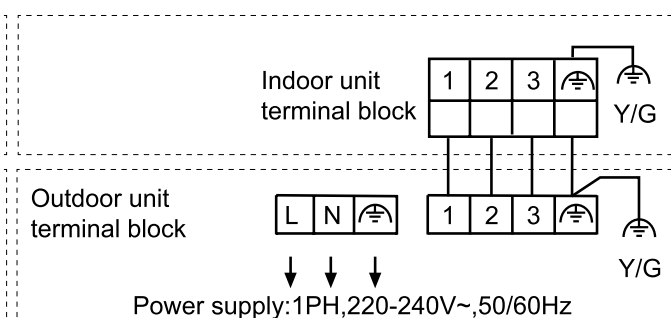 Indoor unit
terminal block
1 2 3
Y/G
Outdoor unit
terminal block
L N
1 2 3
Y/G
Power supply:1PH,220-240V~,50/60Hz